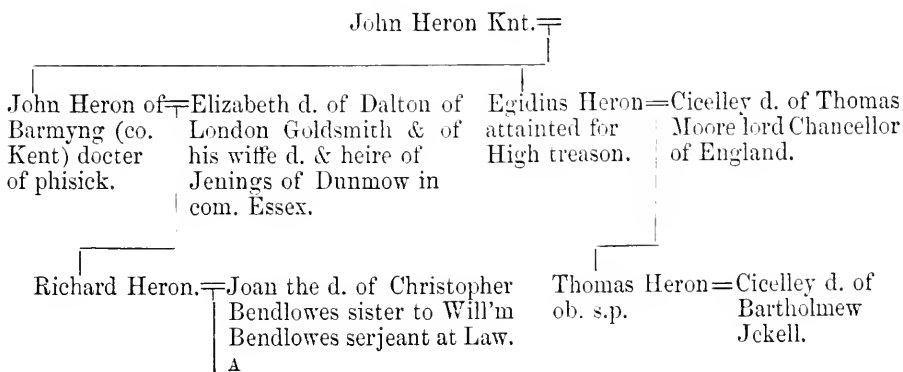 John Heron Knt.
John Heron of
Barmyng (co.
Kent) docter
of phisick.
Elizabeth d. of Dalton of
London Goldsmith & of
his wiffe d. & heire of
Jenings of Dunmow in
com. Essex.
Egidius Heron
attainted for
High treason.
Cicelley d. of Thomas
Moore lord Chancellor
of England.
Richard Heron.
Joan the d. of Christopher
Bendlowes sister to Will'm
Bendlowes serjeant at Law.
A
Thomas Heron
ob. s.p.
Cicelley d. of
Bartholmew
Jekell.